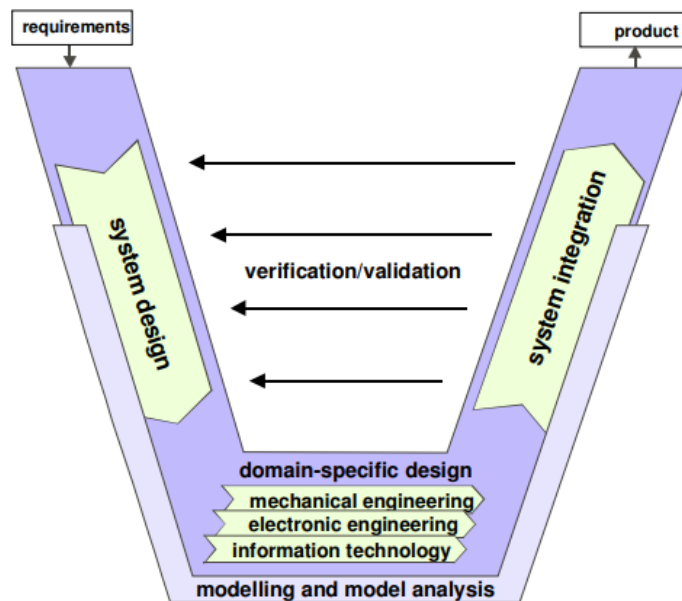 requirements
product
system design
system integration
verification/validation
domain-specific design
mechanical engineering
electronic engineering
information technology
modelling and model analysis